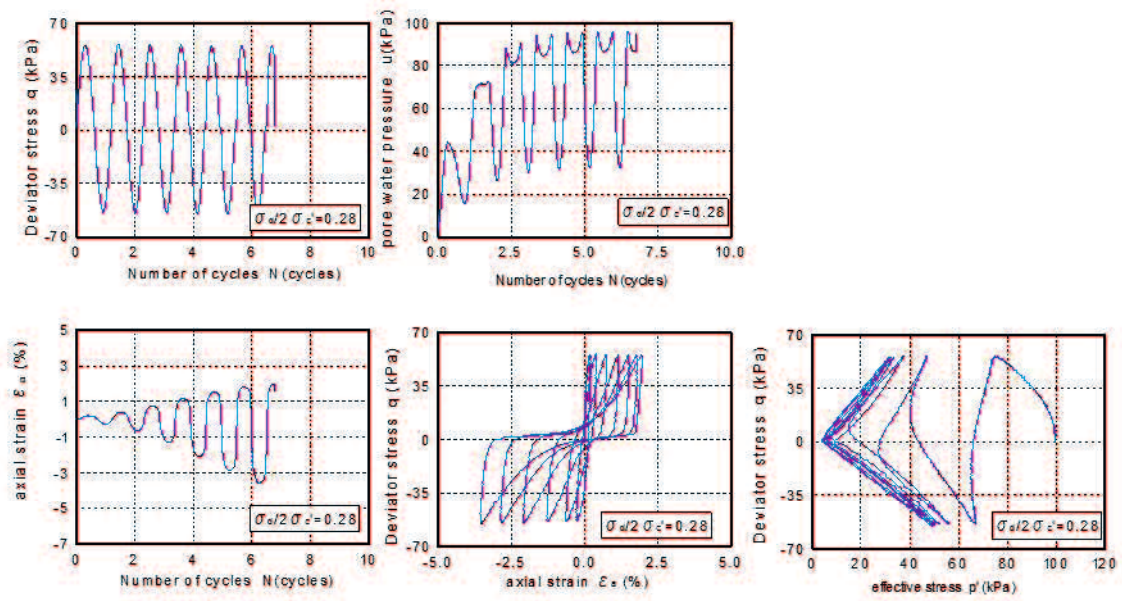 Deviator stress q (kPa)
70
35
0
-35
-70
σd/2σc'=0.28
0 2 4 6 8 10
Number of cycles N (cycles)
pore water pressure u(kPa)
100
80
60
40
20
0
σd/2σc'=0.28
0.0 2.5 5.0 7.5 10.0
Number of cycles N (cycles)
axial strain εa (%)
5
3
1
-1
-3
-5
-7
σd/2σc'=0.28
0 2 4 6 8 10
Number of cycles N (cycles)
Deviator stress q (kPa)
70
35
0
-35
-70
σd/2σc'=0.28
-5.0 -2.5 0.0 2.5 5.0
axial strain εa (%)
Deviator stress q (kPa)
70
35
0
-35
-70
σd/2σc'=0.28
0 20 40 60 80 100 120
effective stress p' (kPa)